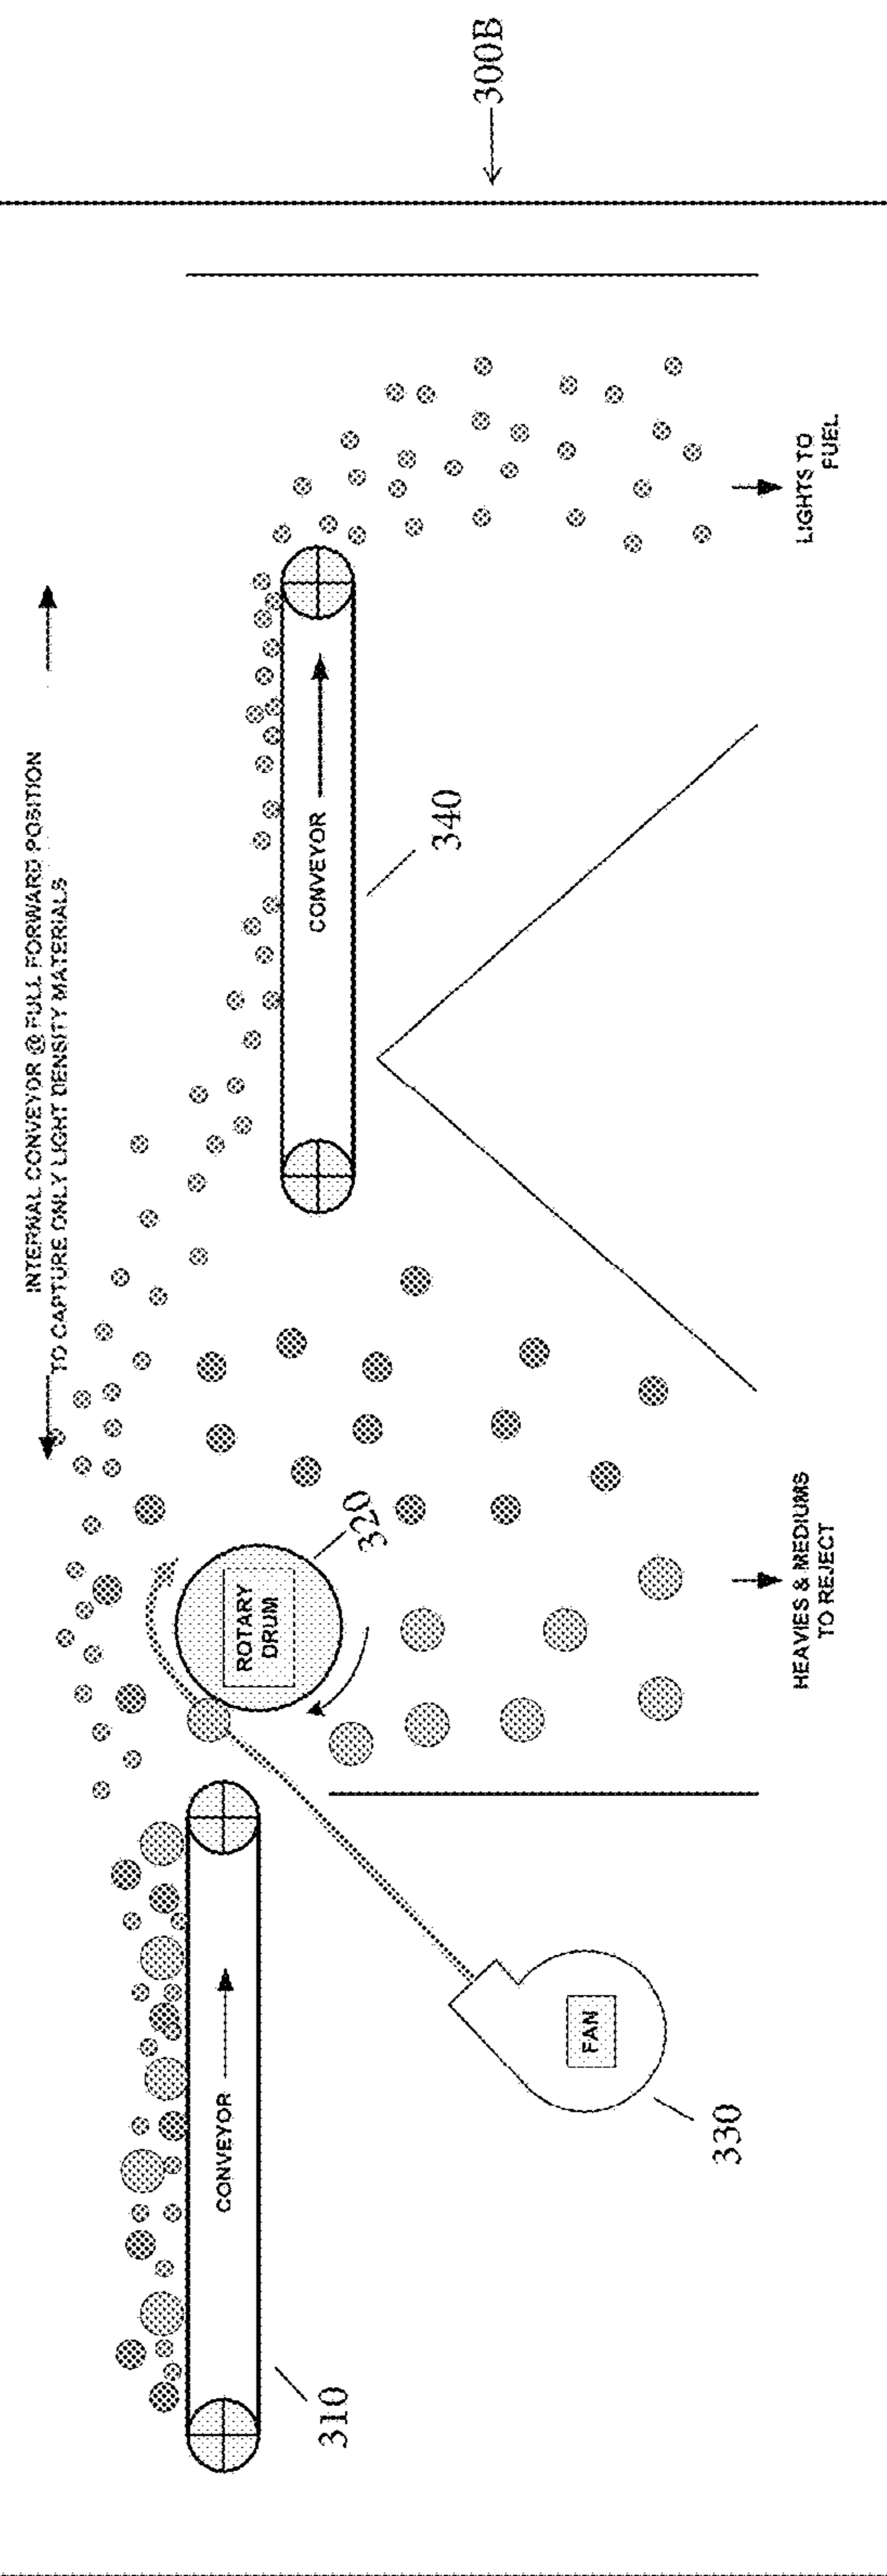 300B
INTERNAL CONVEYOR @ FULL FORWARD POSITION
TO CAPTURE ONLY LIGHT DENSITY MATERIALS
CONVEYOR
310
FAN
330
ROTARY
DRUM
320
CONVEYOR
340
HEAVIES & MEDIUMS
TO REJECT
LIGHTS TO
FUEL